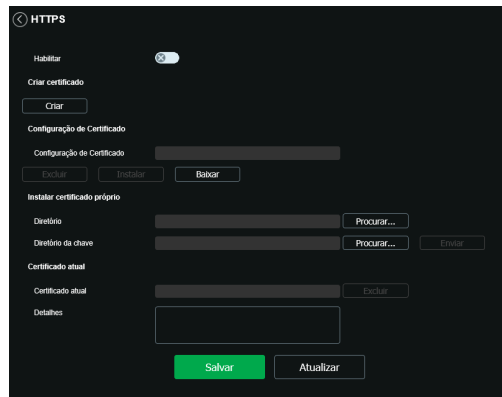 HTTPS
Habilitar
Criar certificado
Criar
Configuração de Certificado
Configuração de Certificado
Excluir Instalar Baixar
Instalar certificado próprio
Diretório Procurar...
Diretório da chave Procurar... Enviar
Certificado atual
Certificado atual Excluir
Detalhes
Salvar Atualizar